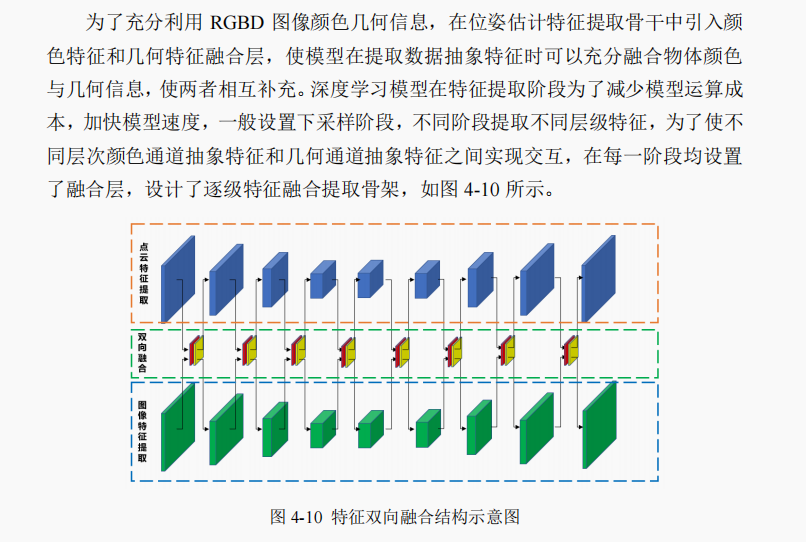 为了充分利用 RGBD 图像颜色几何信息，在位姿估计特征提取骨干中引入颜
色特征和几何特征融合层，使模型在提取数据抽象特征时可以充分融合物体颜色
与几何信息，使两者相互补充。深度学习模型在特征提取阶段为了减少模型运算成
本，加快模型速度，一般设置下采样阶段，不同阶段提取不同层级特征，为了使不
同层次颜色通道抽象特征和几何通道抽象特征之间实现交互，在每一阶段均设置
了融合层，设计了逐级特征融合提取骨架，如图 4-10 所示。
点云特征提取
双向融合
图像特征提取
图 4-10 特征双向融合结构示意图